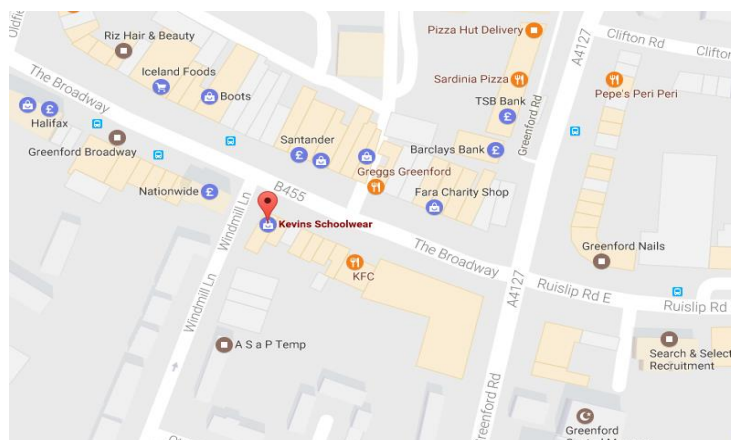 Oldfie
Riz Hair & Beauty
Pizza Hut Delivery
A4127
Clifton Rd
Clifton
The Broadway
Iceland Foods
Sardinia Pizza
Boots
Pepe's Peri Peri
TSB Bank
Halifax
Greenford Rd
Santander
Greenford Broadway
Barclays Bank
Greggs Greenford
Nationwide
B455
Fara Charity Shop
Windmill Ln
Kevins Schoolwear
The Broadway
Greenford Nails
KFC
A4127
Ruislip Rd E
Ruislip Rd
Windmill Ln
A S a P Temp
Search & Select
Recruitment
Greenford Rd
Greenford